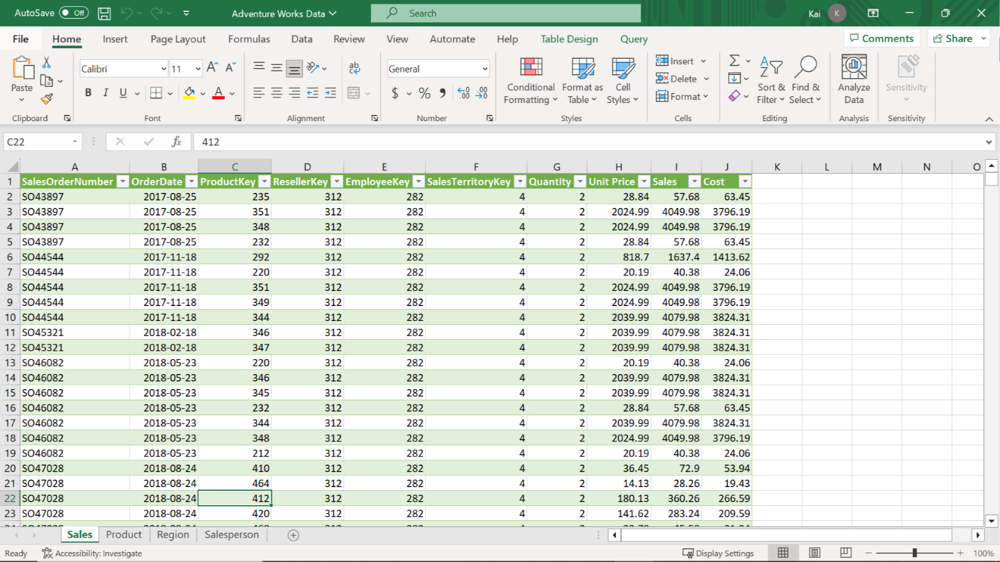 AutoSave Off Adventure Works Data Search Kai K
File Home Insert Page Layout Formulas Data Review View Automate Help Table Design Query Comments Share
Paste Calibri 11 General Conditional Formatting Format as Table Cell Styles Insert Delete Format Sort & Filter Find & Select Analyze Data Sensitivity
B I U A $ %
Clipboard Font Alignment Number Styles Cells Editing Analysis Sensitivity
C22 fx 412
A B C D E F G H I J K L M N O
1 SalesOrderNumber OrderDate ProductKey ResellerKey EmployeeKey SalesTerritoryKey Quantity Unit Price Sales Cost
2 SO43897 2017-08-25 235 312 282 4 2 28.84 57.68 63.45
3 SO43897 2017-08-25 351 312 282 4 2 2024.99 4049.98 3796.19
4 SO43897 2017-08-25 348 312 282 4 2 2024.99 4049.98 3796.19
5 SO43897 2017-08-25 232 312 282 4 2 28.84 57.68 63.45
6 SO44544 2017-11-18 292 312 282 4 2 818.7 1637.4 1413.62
7 SO44544 2017-11-18 220 312 282 4 2 20.19 40.38 24.06
8 SO44544 2017-11-18 351 312 282 4 2 2024.99 4049.98 3796.19
9 SO44544 2017-11-18 349 312 282 4 2 2024.99 4049.98 3796.19
10 SO44544 2017-11-18 344 312 282 4 2 2039.99 4079.98 3824.31
11 SO45321 2018-02-18 346 312 282 4 2 2039.99 4079.98 3824.31
12 SO45321 2018-02-18 347 312 282 4 2 2039.99 4079.98 3824.31
13 SO46082 2018-05-23 220 312 282 4 2 20.19 40.38 24.06
14 SO46082 2018-05-23 346 312 282 4 2 2039.99 4079.98 3824.31
15 SO46082 2018-05-23 345 312 282 4 2 2039.99 4079.98 3824.31
16 SO46082 2018-05-23 232 312 282 4 2 28.84 57.68 63.45
17 SO46082 2018-05-23 344 312 282 4 2 2039.99 4079.98 3824.31
18 SO46082 2018-05-23 348 312 282 4 2 2024.99 4049.98 3796.19
19 SO46082 2018-05-23 212 312 282 4 2 20.19 40.38 24.06
20 SO47028 2018-08-24 410 312 282 4 2 36.45 72.9 53.94
21 SO47028 2018-08-24 464 312 282 4 2 14.13 28.26 19.43
22 SO47028 2018-08-24 412 312 282 4 2 180.13 360.26 266.59
23 SO47028 2018-08-24 420 312 282 4 2 141.62 283.24 209.59
Sales Product Region Salesperson
Ready Accessibility: Investigate Display Settings 100%